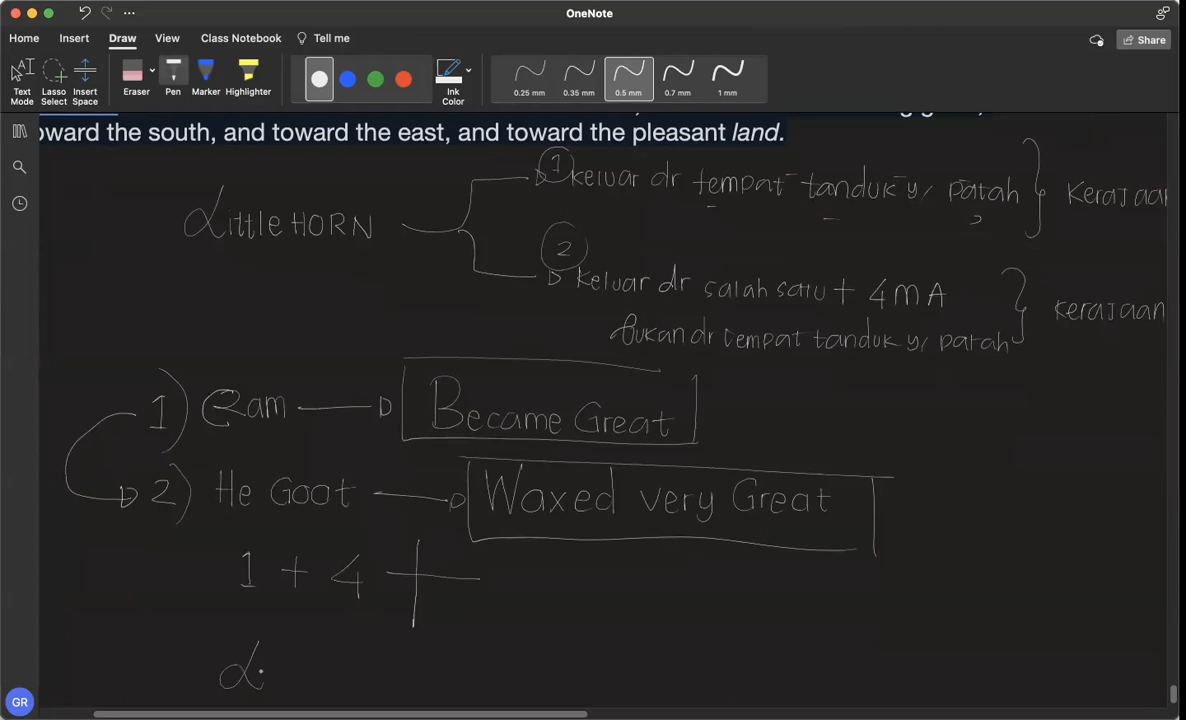 OneNote
Home Insert Draw View Class Notebook Tell me Share
Text Mode Lasso Select Insert Space Eraser Pen Marker Highlighter Ink Color 0.25 mm 0.35 mm 0.5 mm 0.7 mm 1 mm
oward the south, and toward the east, and toward the pleasant land.
1 keluar dr tempat tanduk y, patah } Kerajaan
Little HORN
2
keluar dr salah satu + 4 mA } kerajaan
bukan dr tempat tanduk y, patah
1) Ram Became Great
2) He Goat Waxed very Great
1 + 4 +
GR